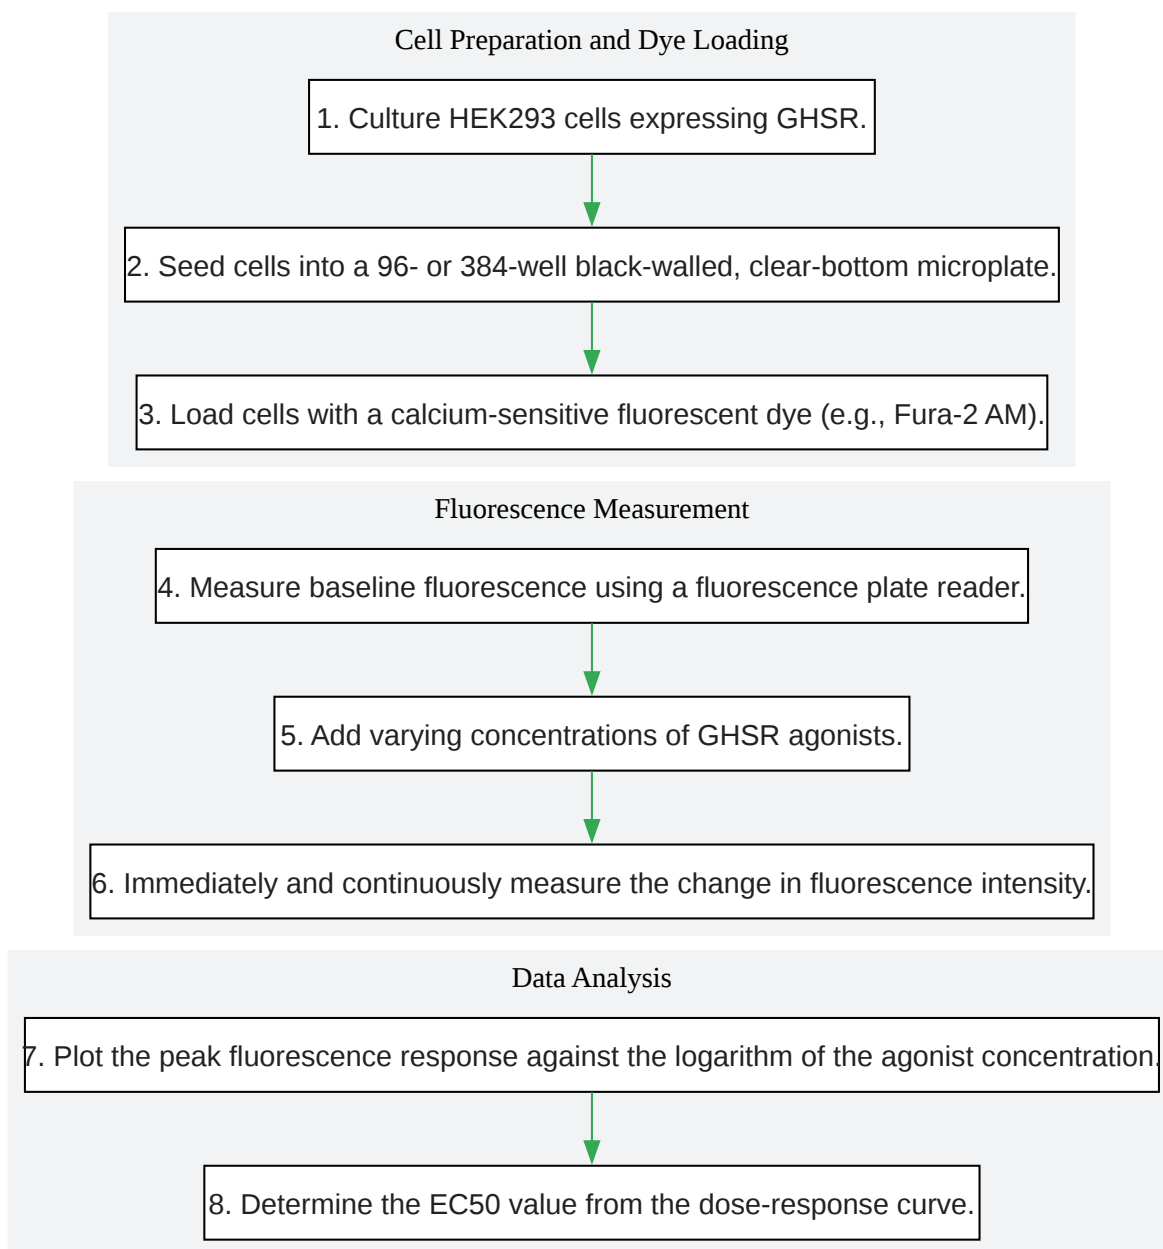 Cell Preparation and Dye Loading
1. Culture HEK293 cells expressing GHSR.
2. Seed cells into a 96- or 384-well black-walled, clear-bottom microplate.
3. Load cells with a calcium-sensitive fluorescent dye (e.g., Fura-2 AM).
Fluorescence Measurement
4. Measure baseline fluorescence using a fluorescence plate reader.
5. Add varying concentrations of GHSR agonists.
6. Immediately and continuously measure the change in fluorescence intensity.
Data Analysis
7. Plot the peak fluorescence response against the logarithm of the agonist concentration.
8. Determine the EC50 value from the dose-response curve.